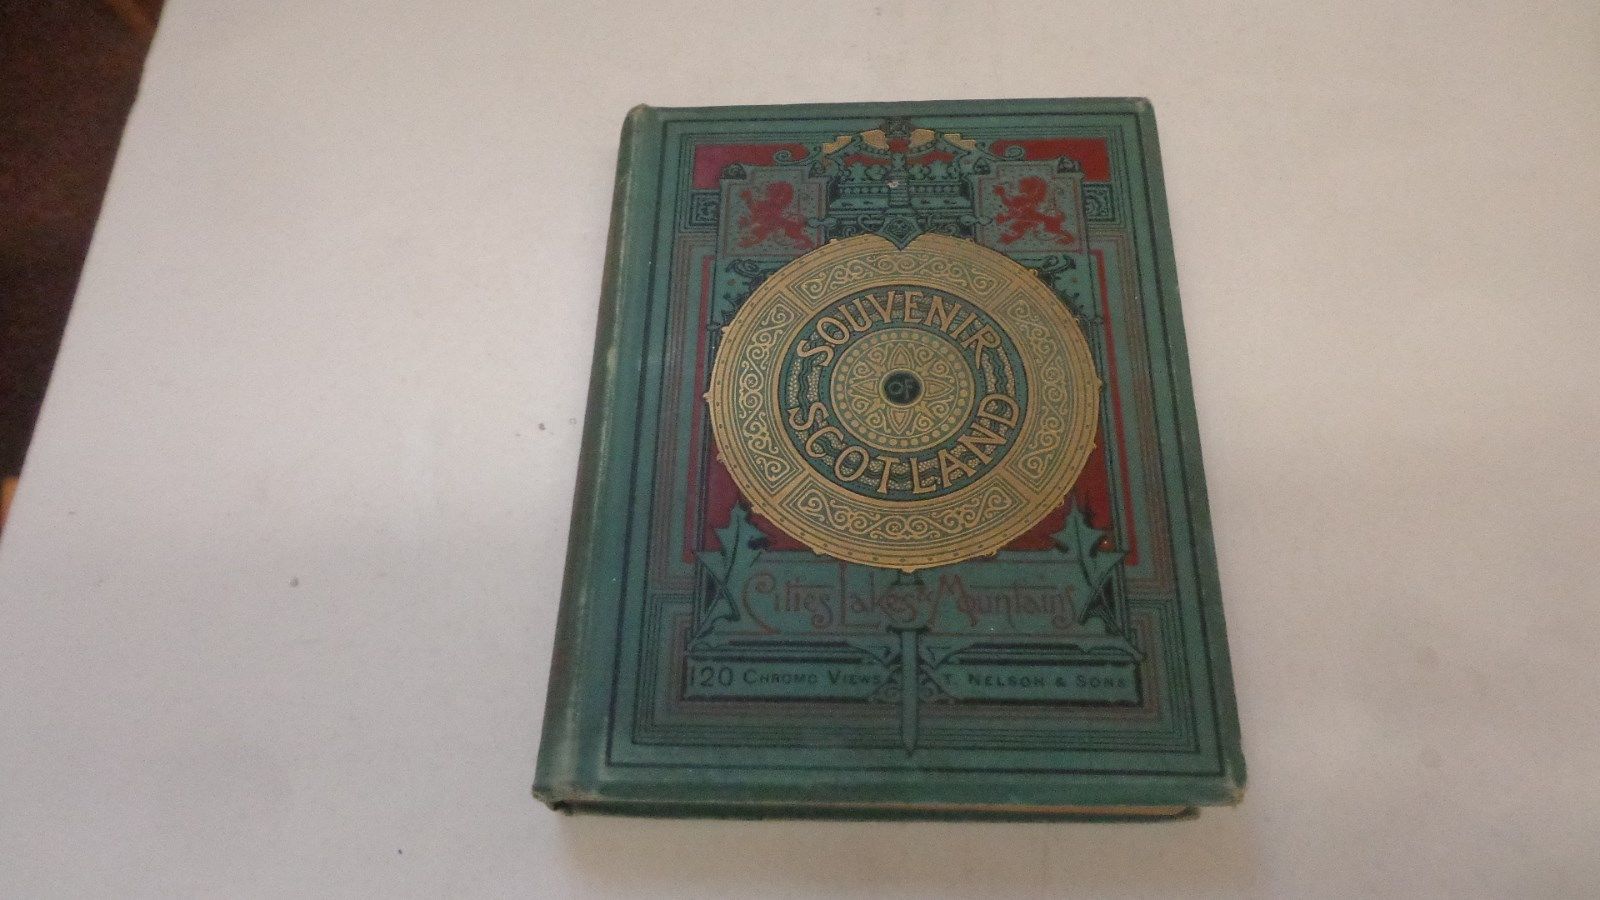 SOUVENIR
OF
SCOTLAND
Cities Lakes & Mountains
120 CHROMO VIEWS T. NELSON & SONS